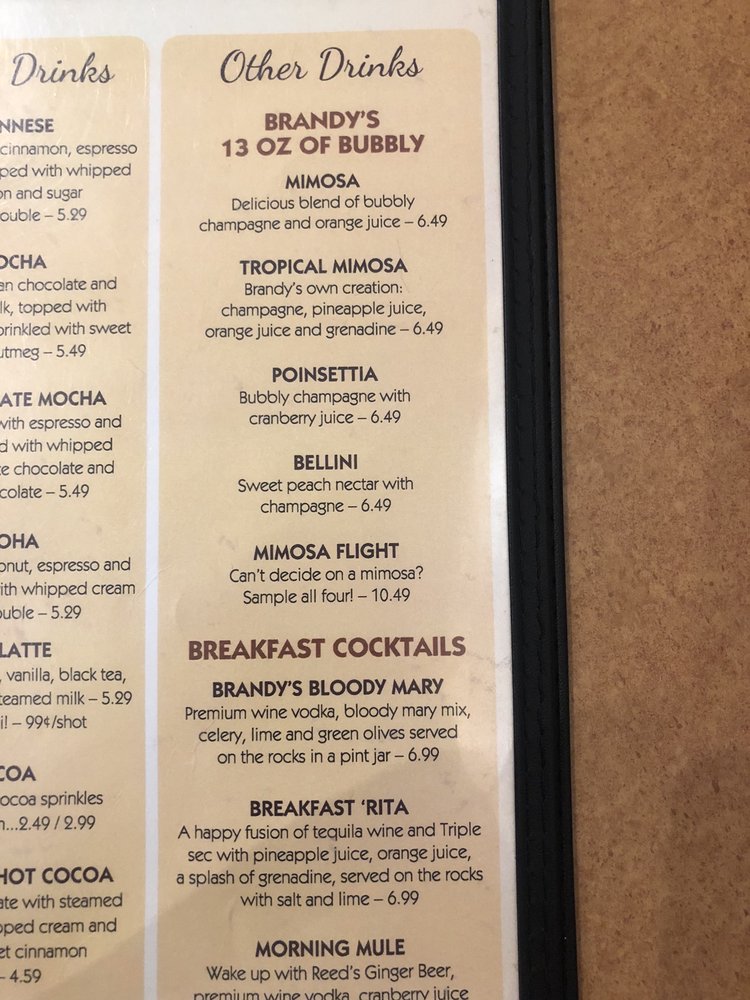 Drinks
NNESE
cinnamon, espresso
ped with whipped
on and sugar
ouble – 5.29
OCHA
an chocolate and
lk, topped with
prinkled with sweet
utmeg – 5.49
ATE MOCHA
with espresso and
d with whipped
te chocolate and
colate – 5.49
OHA
onut, espresso and
ith whipped cream
uble – 5.29
LATTE
, vanilla, black tea,
teamed milk – 5.29
i! – 99¢/shot
COA
ocoa sprinkles
n...2.49 / 2.99
HOT COCOA
ate with steamed
pped cream and
et cinnamon
– 4.59
Other Drinks
BRANDY'S
13 OZ OF BUBBLY
MIMOSA
Delicious blend of bubbly
champagne and orange juice – 6.49
TROPICAL MIMOSA
Brandy's own creation:
champagne, pineapple juice,
orange juice and grenadine – 6.49
POINSETTIA
Bubbly champagne with
cranberry juice – 6.49
BELLINI
Sweet peach nectar with
champagne – 6.49
MIMOSA FLIGHT
Can't decide on a mimosa?
Sample all four! – 10.49
BREAKFAST COCKTAILS
BRANDY'S BLOODY MARY
Premium wine vodka, bloody mary mix,
celery, lime and green olives served
on the rocks in a pint jar – 6.99
BREAKFAST 'RITA
A happy fusion of tequila wine and Triple
sec with pineapple juice, orange juice,
a splash of grenadine, served on the rocks
with salt and lime – 6.99
MORNING MULE
Wake up with Reed's Ginger Beer,
premium wine vodka, cranberry juice